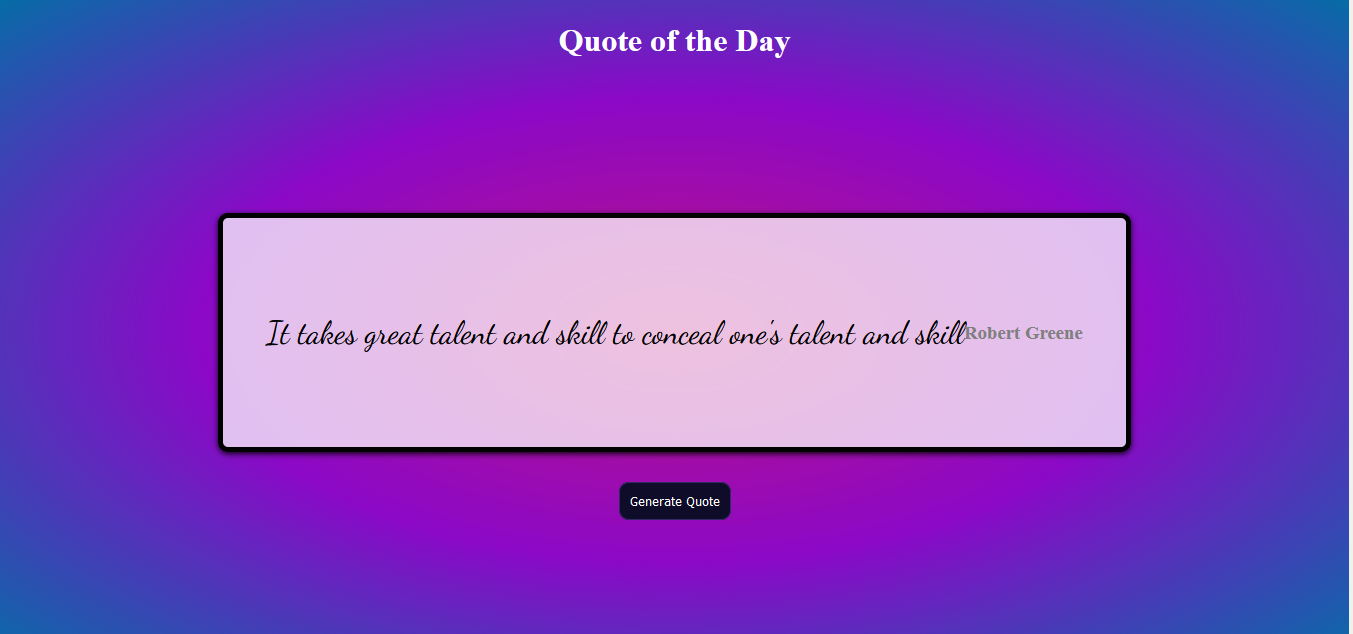 Quote of the Day
It takes great talent and skill to conceal one's talent and skill Robert Greene
Generate Quote